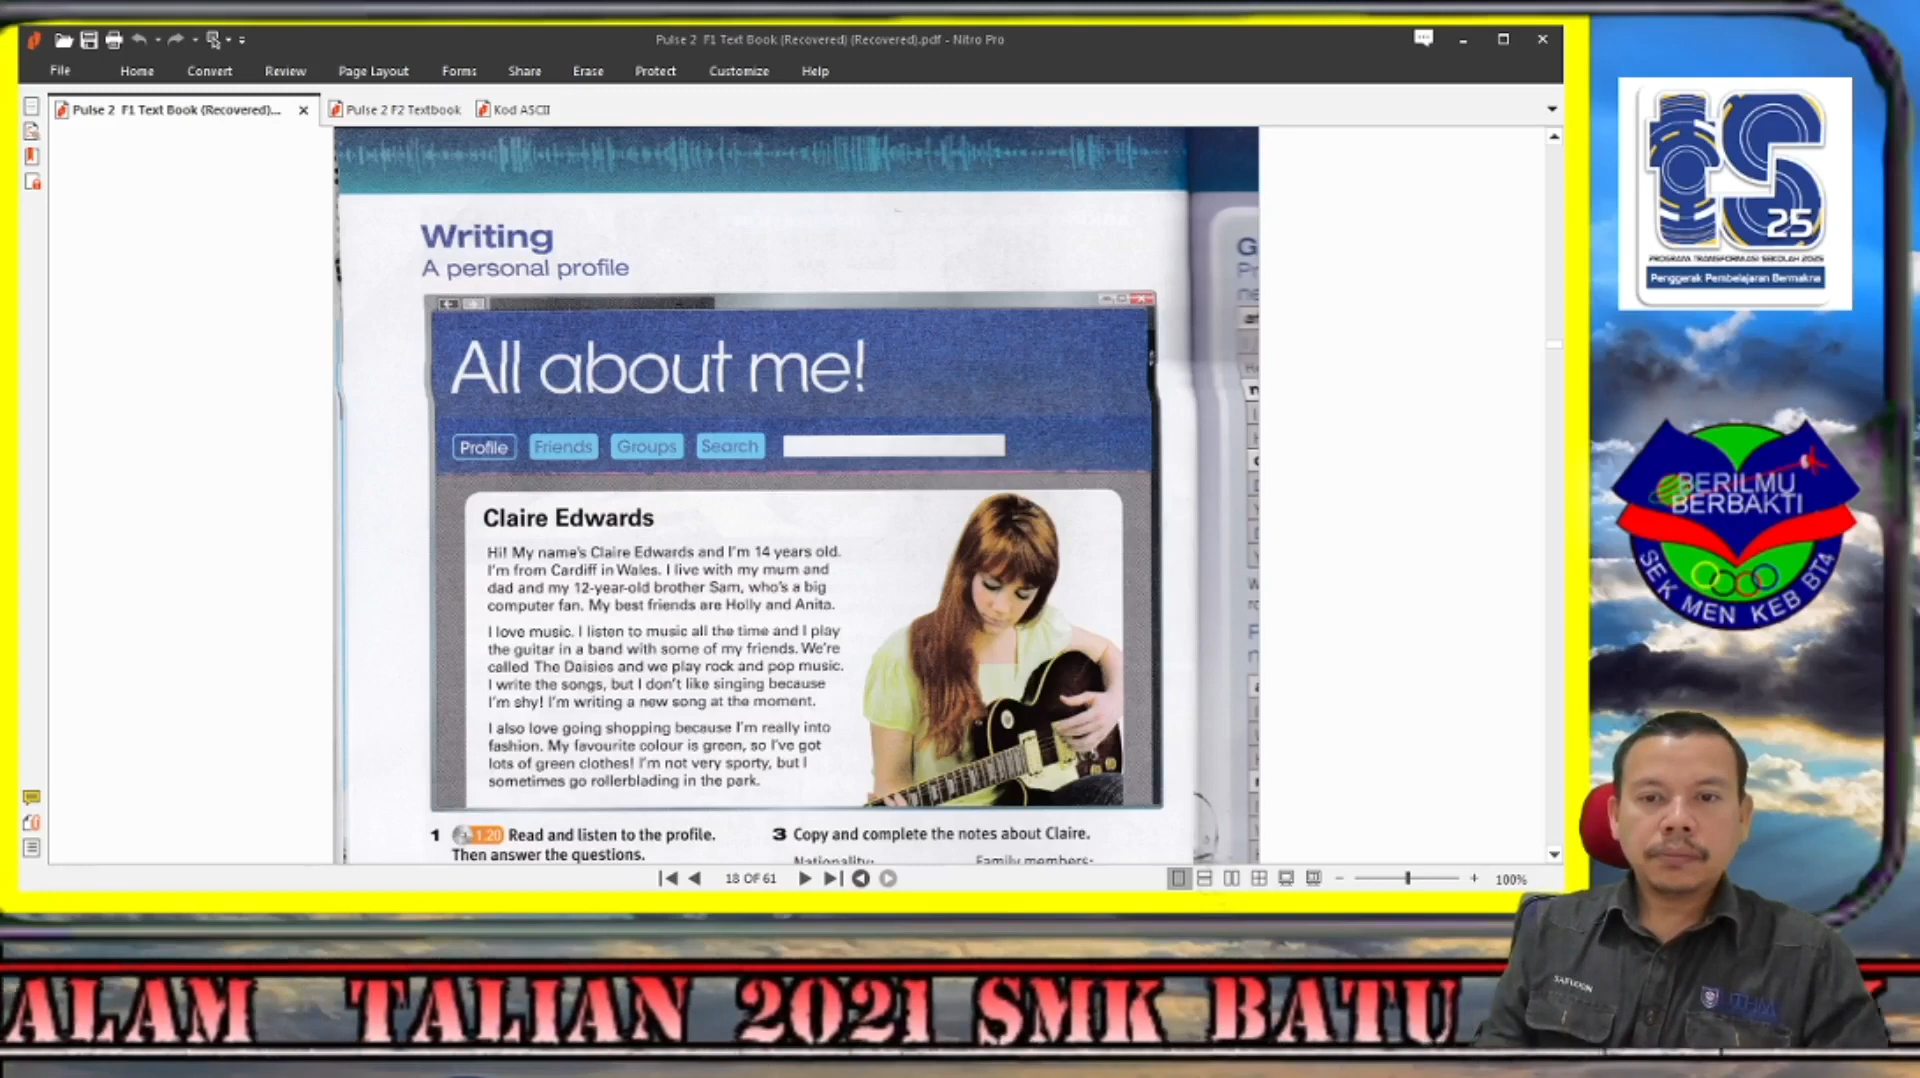 Pulse 2 F1 Text Book (Recovered) (Recovered).pdf - Nitro Pro
File Home Convert Review Page Layout Forms Share Erase Protect Customize Help
Pulse 2 F1 Text Book (Recovered)... Pulse 2 F2 Textbook Kod ASCII
Writing
A personal profile
All about me!
Profile Friends Groups Search
Claire Edwards
Hi! My name's Claire Edwards and I'm 14 years old.
I'm from Cardiff in Wales. I live with my mum and
dad and my 12-year-old brother Sam, who's a big
computer fan. My best friends are Holly and Anita.
I love music. I listen to music all the time and I play
the guitar in a band with some of my friends. We're
called The Daisies and we play rock and pop music.
I write the songs, but I don't like singing because
I'm shy! I'm writing a new song at the moment.
I also love going shopping because I'm really into
fashion. My favourite colour is green, so I've got
lots of green clothes! I'm not very sporty, but I
sometimes go rollerblading in the park.
1 1.20 Read and listen to the profile.
Then answer the questions.
3 Copy and complete the notes about Claire.
Nationality: Family members:
18 OF 61
100%
tS
25
PROGRAM TRANSFORMASI SEKOLAH 2025
Penggerak Pembelajaran Bermakna
BERILMU
BERBAKTI
SEK MEN KEB BT4
ALAM TALIAN 2021 SMK BATU